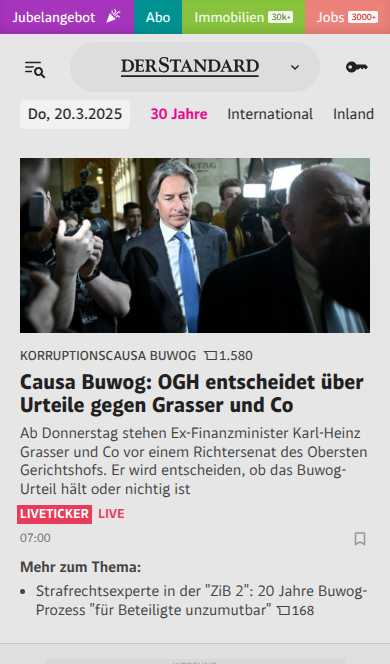 Jubelangebot
Abo
Immobilien 30k+
Jobs 3000+
DERSTANDARD
Do, 20.3.2025
30 Jahre
International
Inland
KORRUPTIONSCAUSA BUWOG 1.580
Causa Buwog: OGH entscheidet über
Urteile gegen Grasser und Co
Ab Donnerstag stehen Ex-Finanzminister Karl-Heinz
Grasser und Co vor einem Richtersenat des Obersten
Gerichtshofs. Er wird entscheiden, ob das Buwog-
Urteil hält oder nichtig ist
LIVETICKER LIVE
07:00
Mehr zum Thema:
• Strafrechtsexperte in der "ZiB 2": 20 Jahre Buwog-
Prozess "für Beteiligte unzumutbar" 168